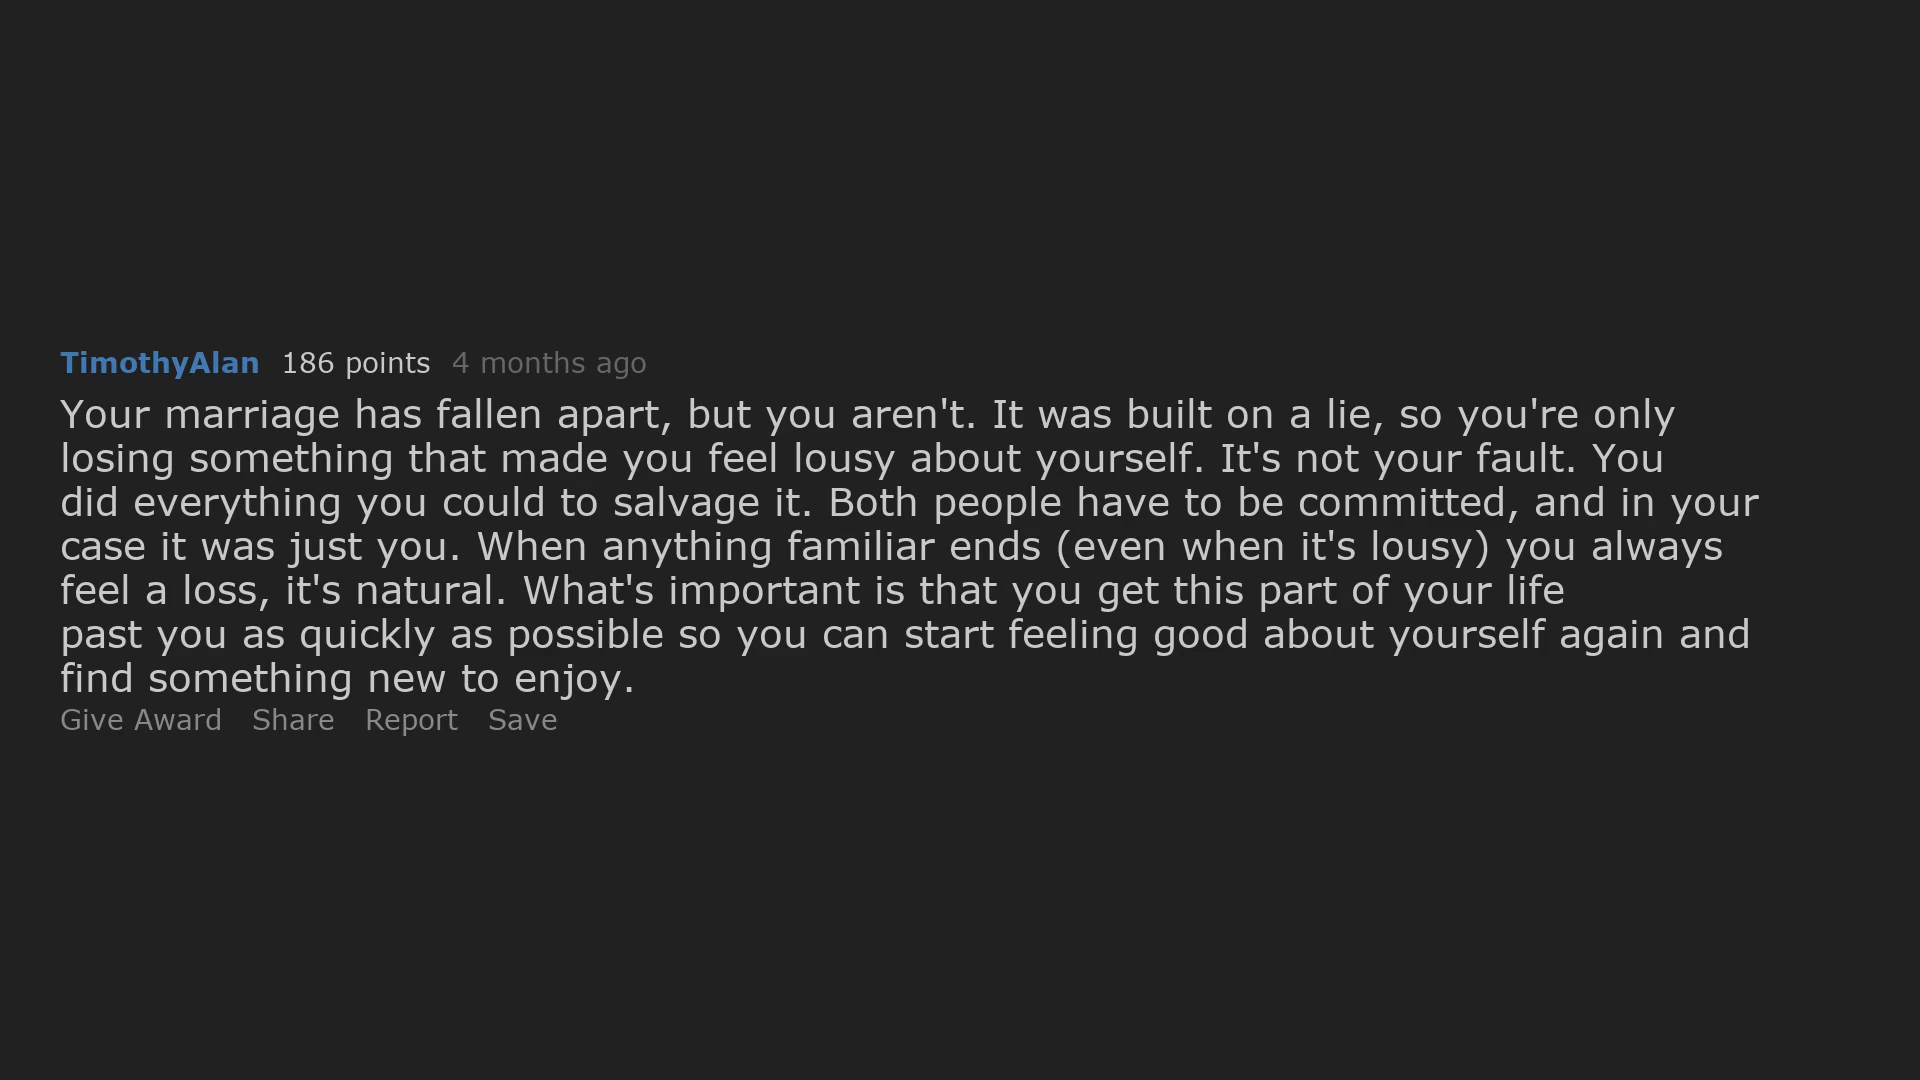 TimothyAlan 186 points 4 months ago
Your marriage has fallen apart, but you aren't. It was built on a lie, so you're only
losing something that made you feel lousy about yourself. It's not your fault. You
did everything you could to salvage it. Both people have to be committed, and in your
case it was just you. When anything familiar ends (even when it's lousy) you always
feel a loss, it's natural. What's important is that you get this part of your life
past you as quickly as possible so you can start feeling good about yourself again and
find something new to enjoy.
Give Award Share Report Save